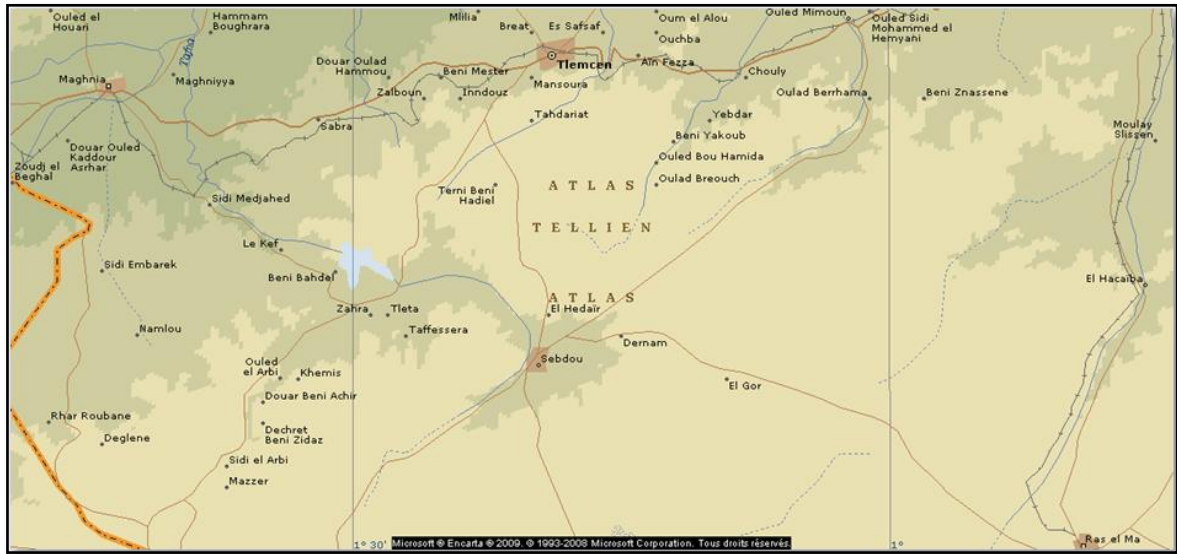 Ouled el
Houari
Hammam
Boughrara
Mlilia
Breat
Es Safsaf
Oum el Alou
Ouled Mimoun
Ouled Sidi
Mohammed el
Hemyani
Ouchba
Tafna
Douar Oulad
Hammou
Beni Mester
Tlemcen
Aïn Fezza
Maghnia
Maghniyya
Zalboun
Inndouz
Mansoura
Chouly
Oulad Berrhama
Beni Znassene
Sabra
Tahdariat
Yebdar
Moulay
Slissen
Beni Yakoub
Douar Ouled
Kaddour
Asrhar
Zoudj el
Beghal
Ouled Bou Hamida
Oulad Breouch
Terni Beni
Hadiel
ATLAS
Sidi Medjahed
TELLIEN
Le Kef
Sidi Embarek
Beni Bahdel
El Hacaïba
ATLAS
El Hedaïr
Zahra
Tleta
Taffessera
Namlou
Dernam
Sebdou
Ouled
el Arbi
Khemis
El Gor
Douar Beni Achir
Rhar Roubane
Deglene
Dechret
Beni Zidaz
Sidi el Arbi
Mazzer
Ras el Ma
1° 30'
Microsoft ® Encarta ® 2009. © 1993-2008 Microsoft Corporation. Tous droits réservés.
1°